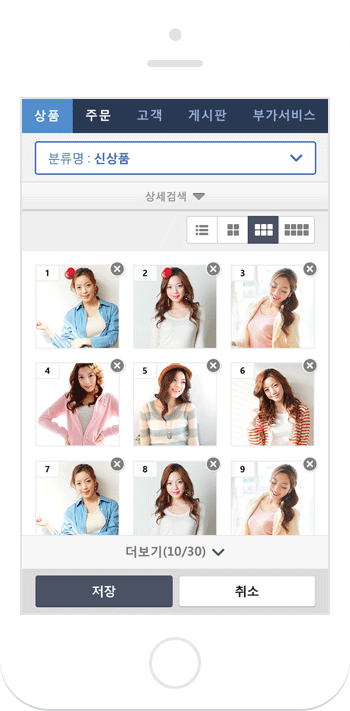 상품 주문 고객 게시판 부가서비스
분류명 : 신상품
상세검색
1 2 3
4 5 6
7 8 9
더보기(10/30)
저장 취소